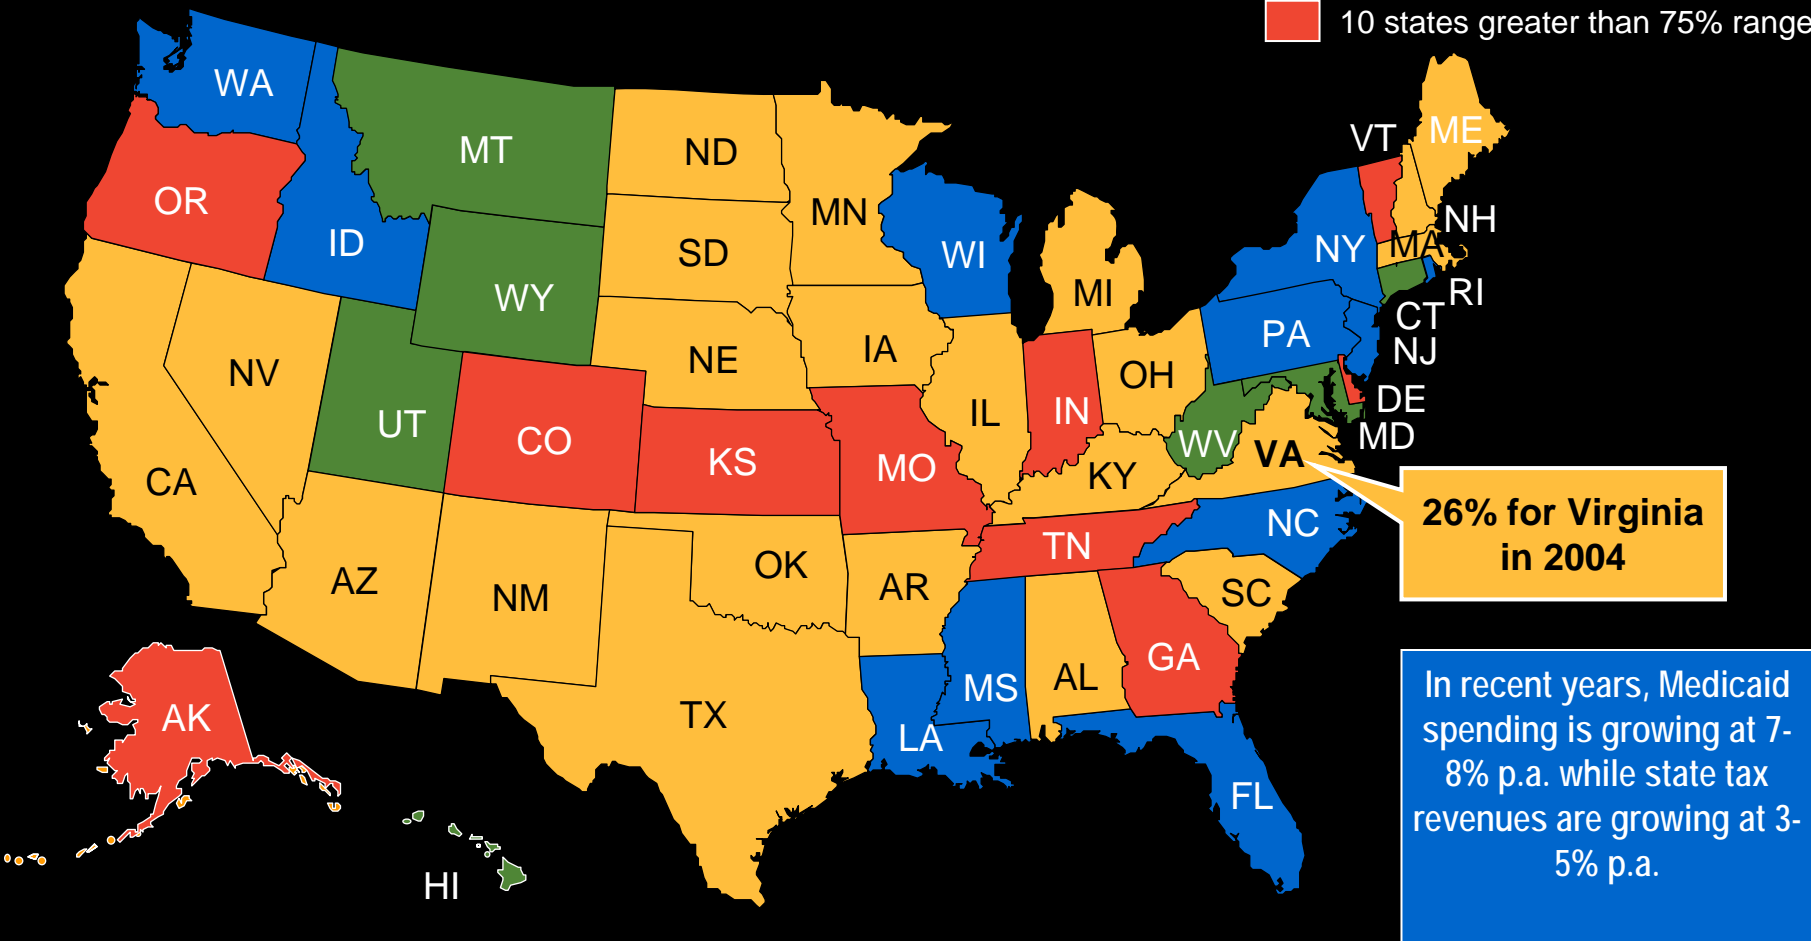 10 states greater than 75% range
WA
MT
ND
MN
VT
ME
OR
ID
SD
WI
NY
MA
NH
WY
MI
RI
CT
NV
NE
IA
PA
NJ
UT
CO
KS
MO
IL
IN
OH
DE
MD
CA
KY
WV
VA
26% for Virginia
in 2004
AZ
NM
OK
AR
TN
NC
SC
TX
LA
MS
AL
GA
FL
AK
HI
In recent years, Medicaid
spending is growing at 7-
8% p.a. while state tax
revenues are growing at 3-
5% p.a.